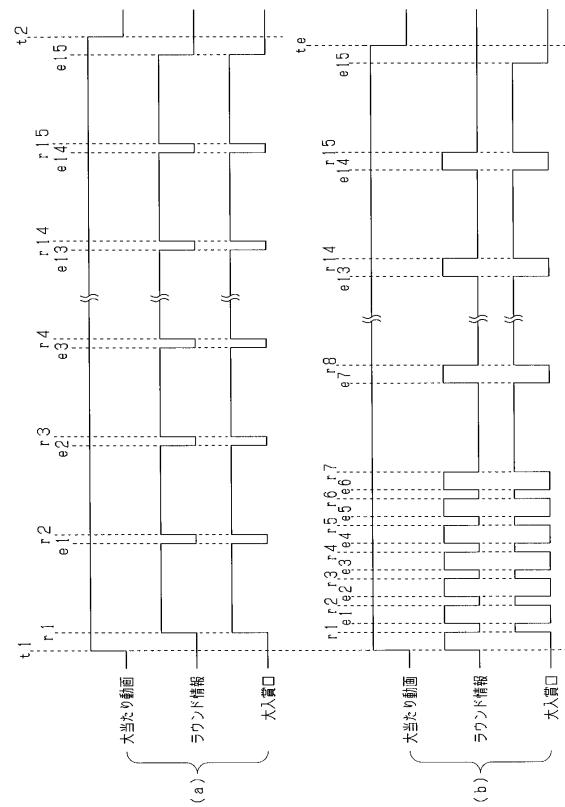 t1 r1 e1 r2 e2 r3 e3 r4 e13 r14 e14 r15 e15 t2
大当たり動画
ラウンド情報
大入賞口
(a)
r1 e1 r2 e2 r3 e3 r4 e4 r5 e5 r6 e6 r7 e7 r8 e13 r14 e14 r15 e15 te
大当たり動画
ラウンド情報
大入賞口
(b)